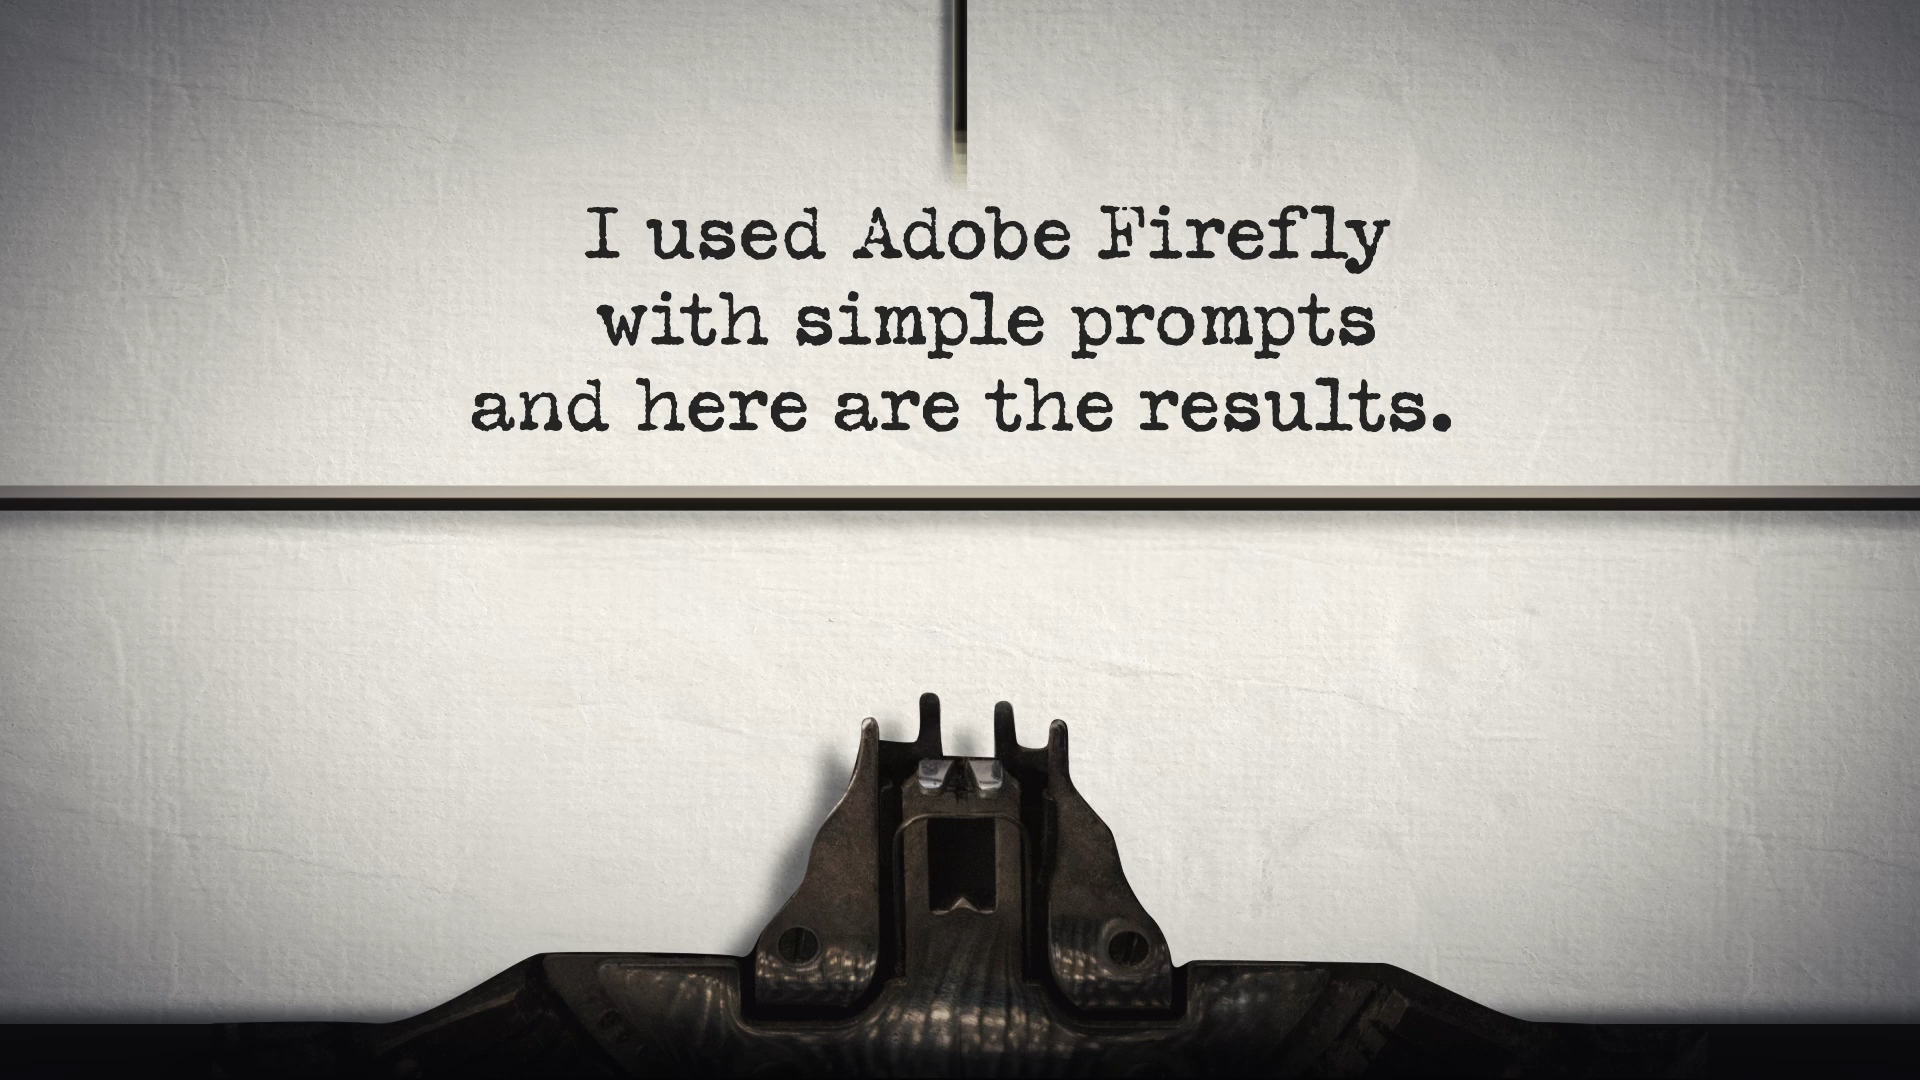 I used Adobe Firefly
with simple prompts
and here are the results.